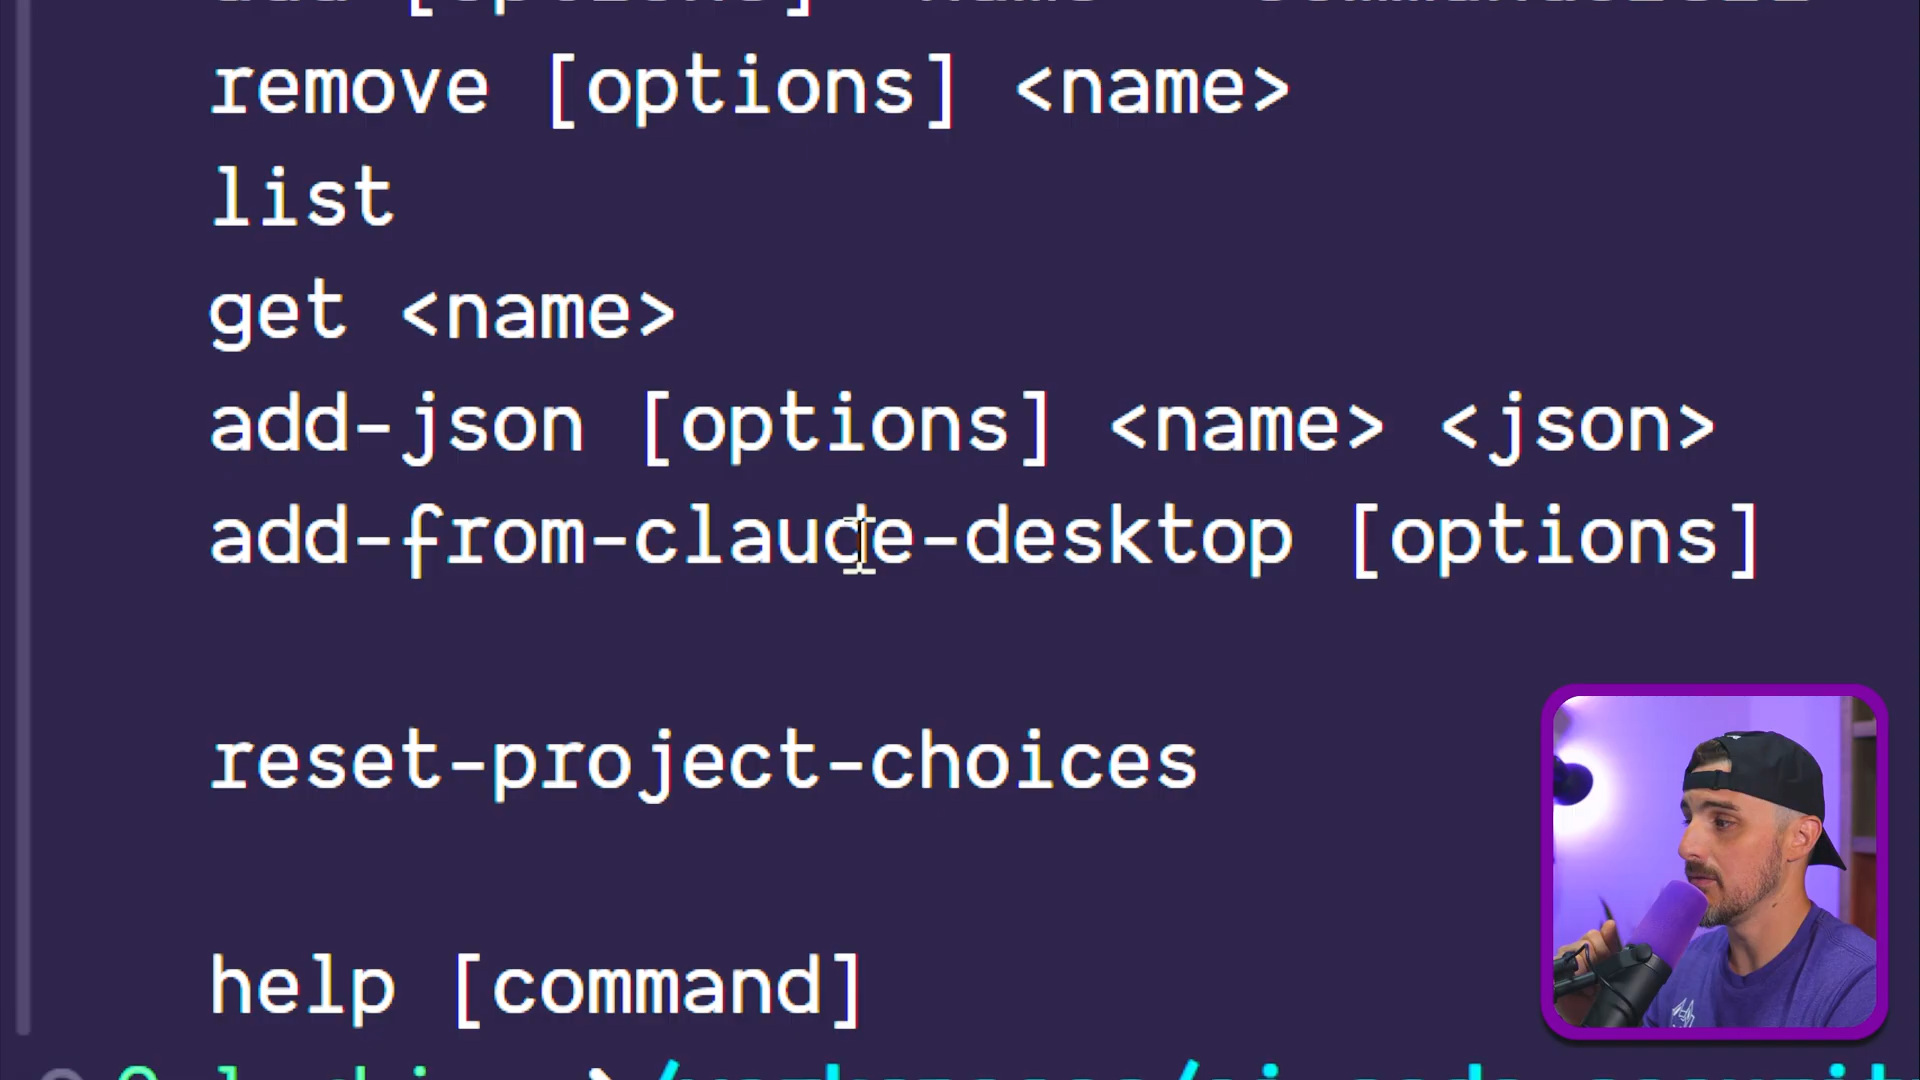 remove [options] <name>
list
get <name>
add-json [options] <name> <json>
add-from-claude-desktop [options]
reset-project-choices
help [command]